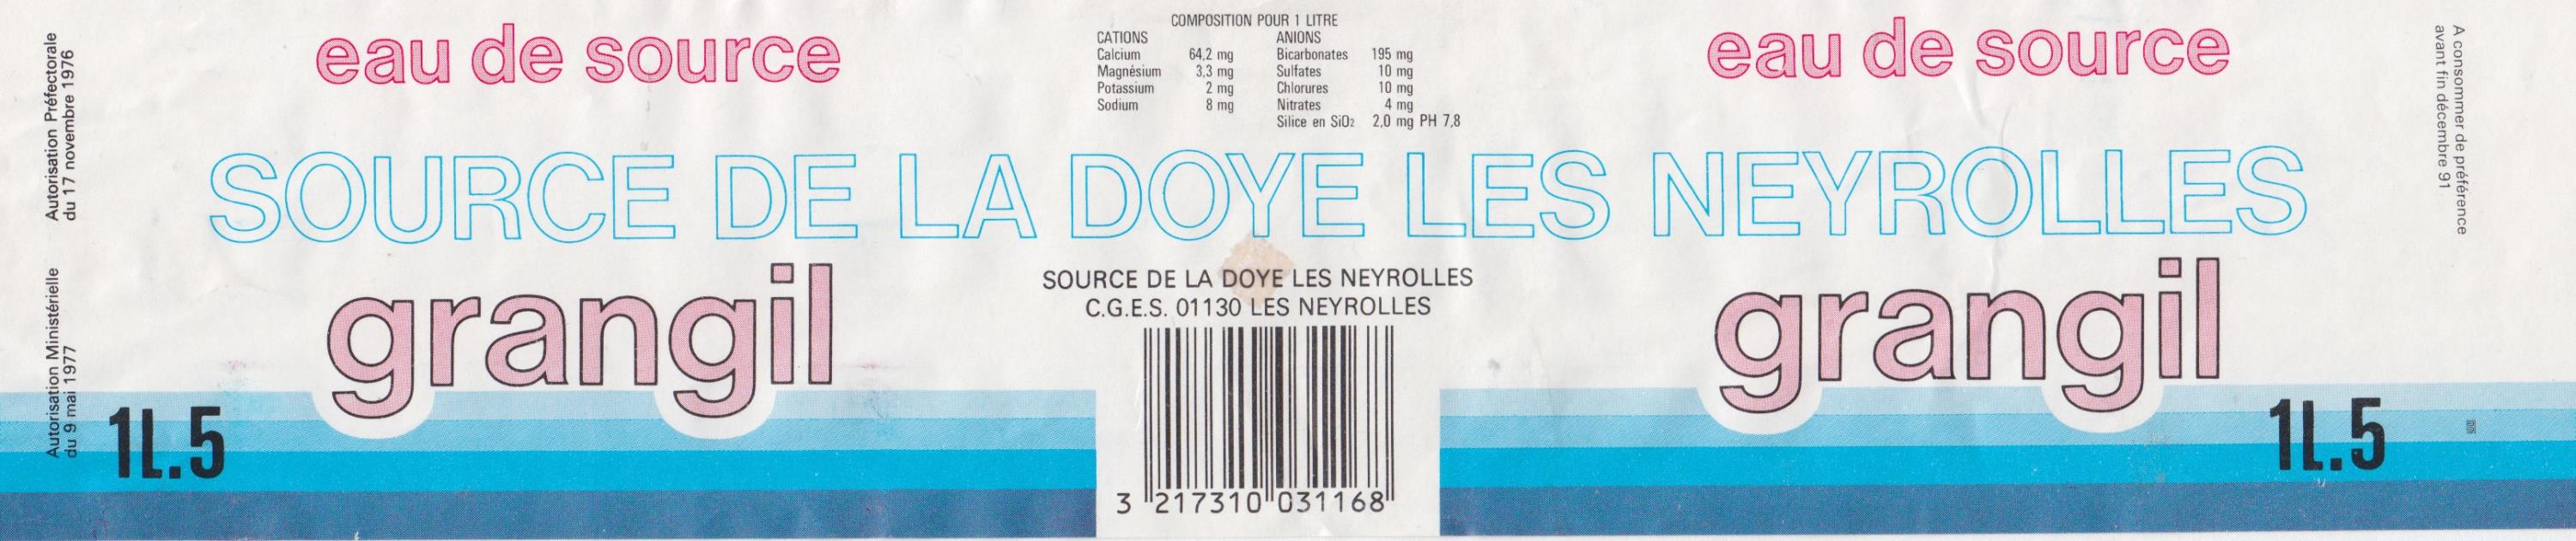 Autorisation Préfectorale
du 17 novembre 1976
Autorisation Ministérielle
du 9 mai 1977
eau de source
COMPOSITION POUR 1 LITRE
CATIONS ANIONS
Calcium 64,2 mg Bicarbonates 195 mg
Magnésium 3,3 mg Sulfates 10 mg
Potassium 2 mg Chlorures 10 mg
Sodium 8 mg Nitrates 4 mg
Silice en SiO2 2,0 mg PH 7,8
eau de source
A consommer de préférence
avant fin décembre 91
SOURCE DE LA DOYE LES NEYROLLES
grangil
SOURCE DE LA DOYE LES NEYROLLES
C.G.E.S. 01130 LES NEYROLLES
grangil
1L.5
3 217310 031168
1L.5